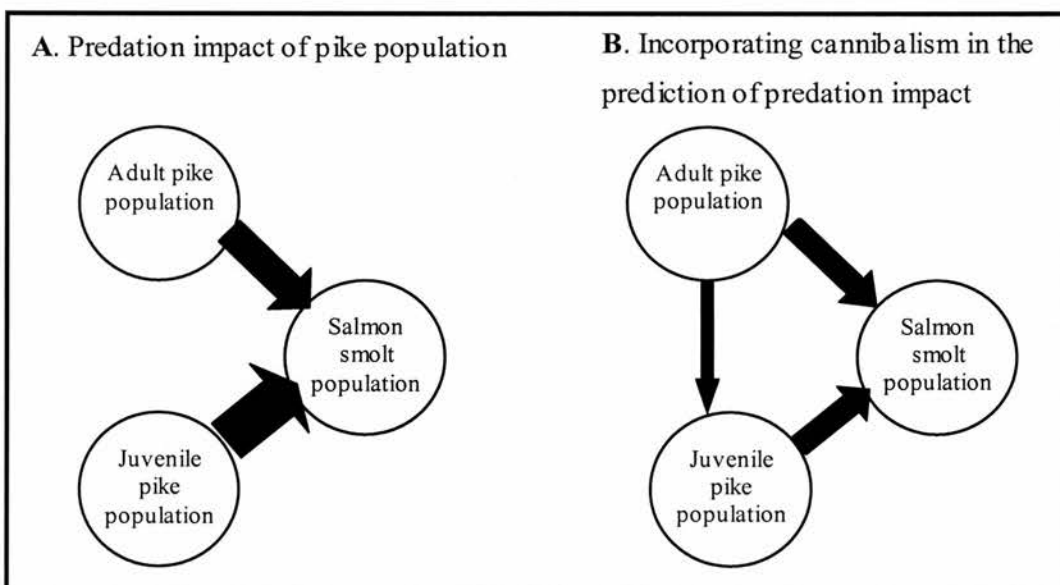 A. Predation impact of pike population
Adult pike
population
Salmon
smolt
population
Juvenile
pike
population
B. Incorporating cannibalism in the
prediction of predation impact
Adult pike
population
Salmon
smolt
population
Juvenile
pike
population